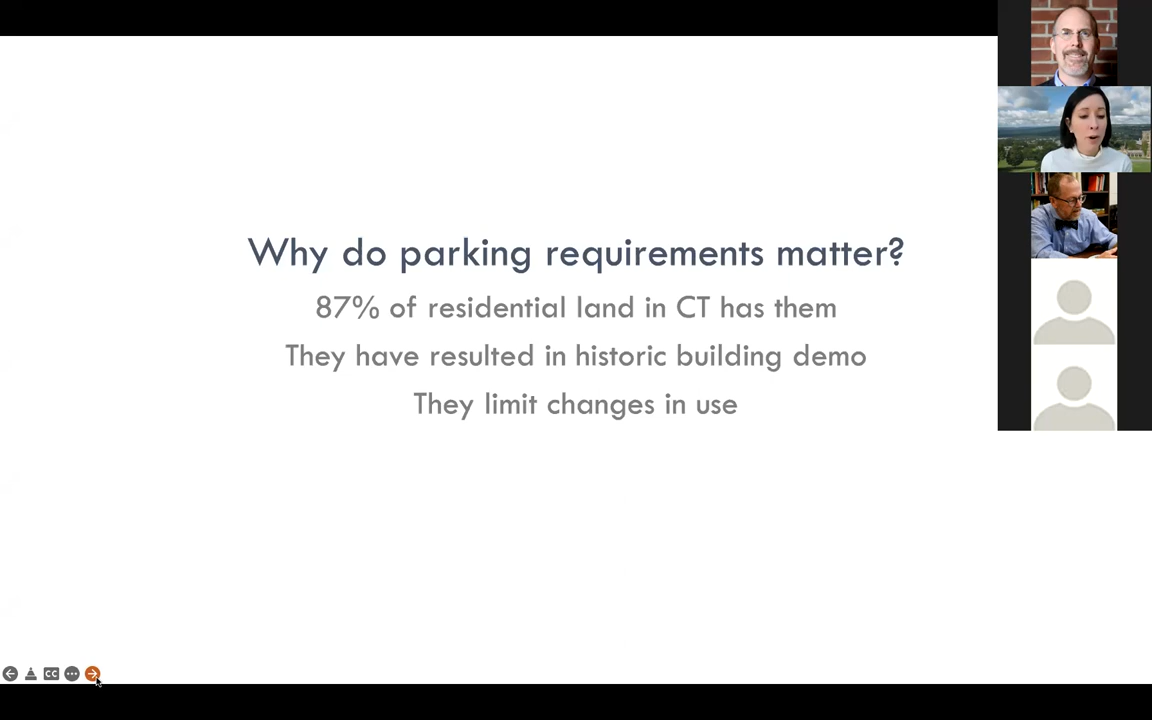 Why do parking requirements matter?
87% of residential land in CT has them
They have resulted in historic building demo
They limit changes in use
CC